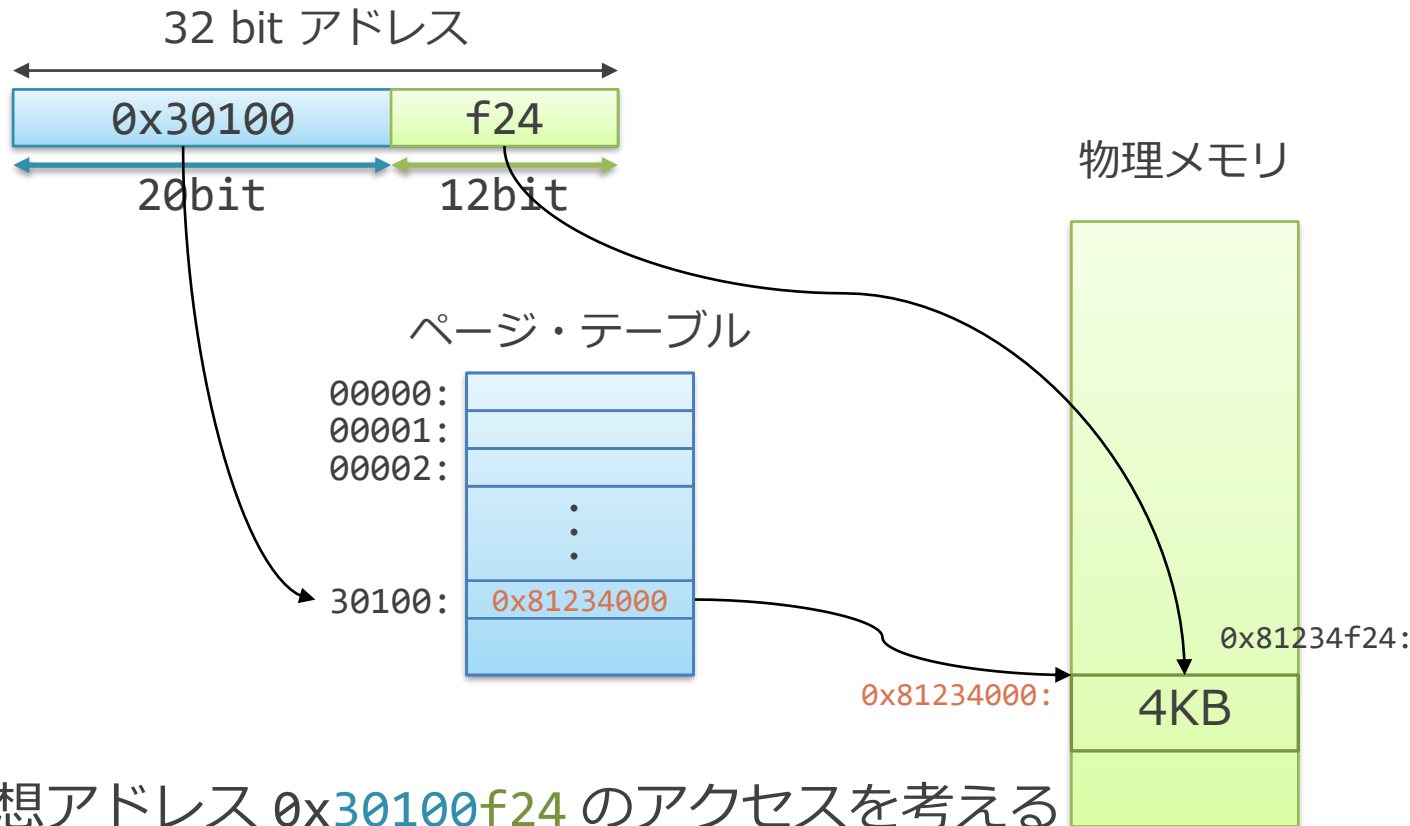 32 bit アドレス
0x30100
f24
20bit
12bit
物理メモリ
ページ・テーブル
00000:
00001:
00002:
30100:
0x81234000
0x81234f24:
0x81234000:
4KB
想アドレス 0x30100f24 のアクセスを考える